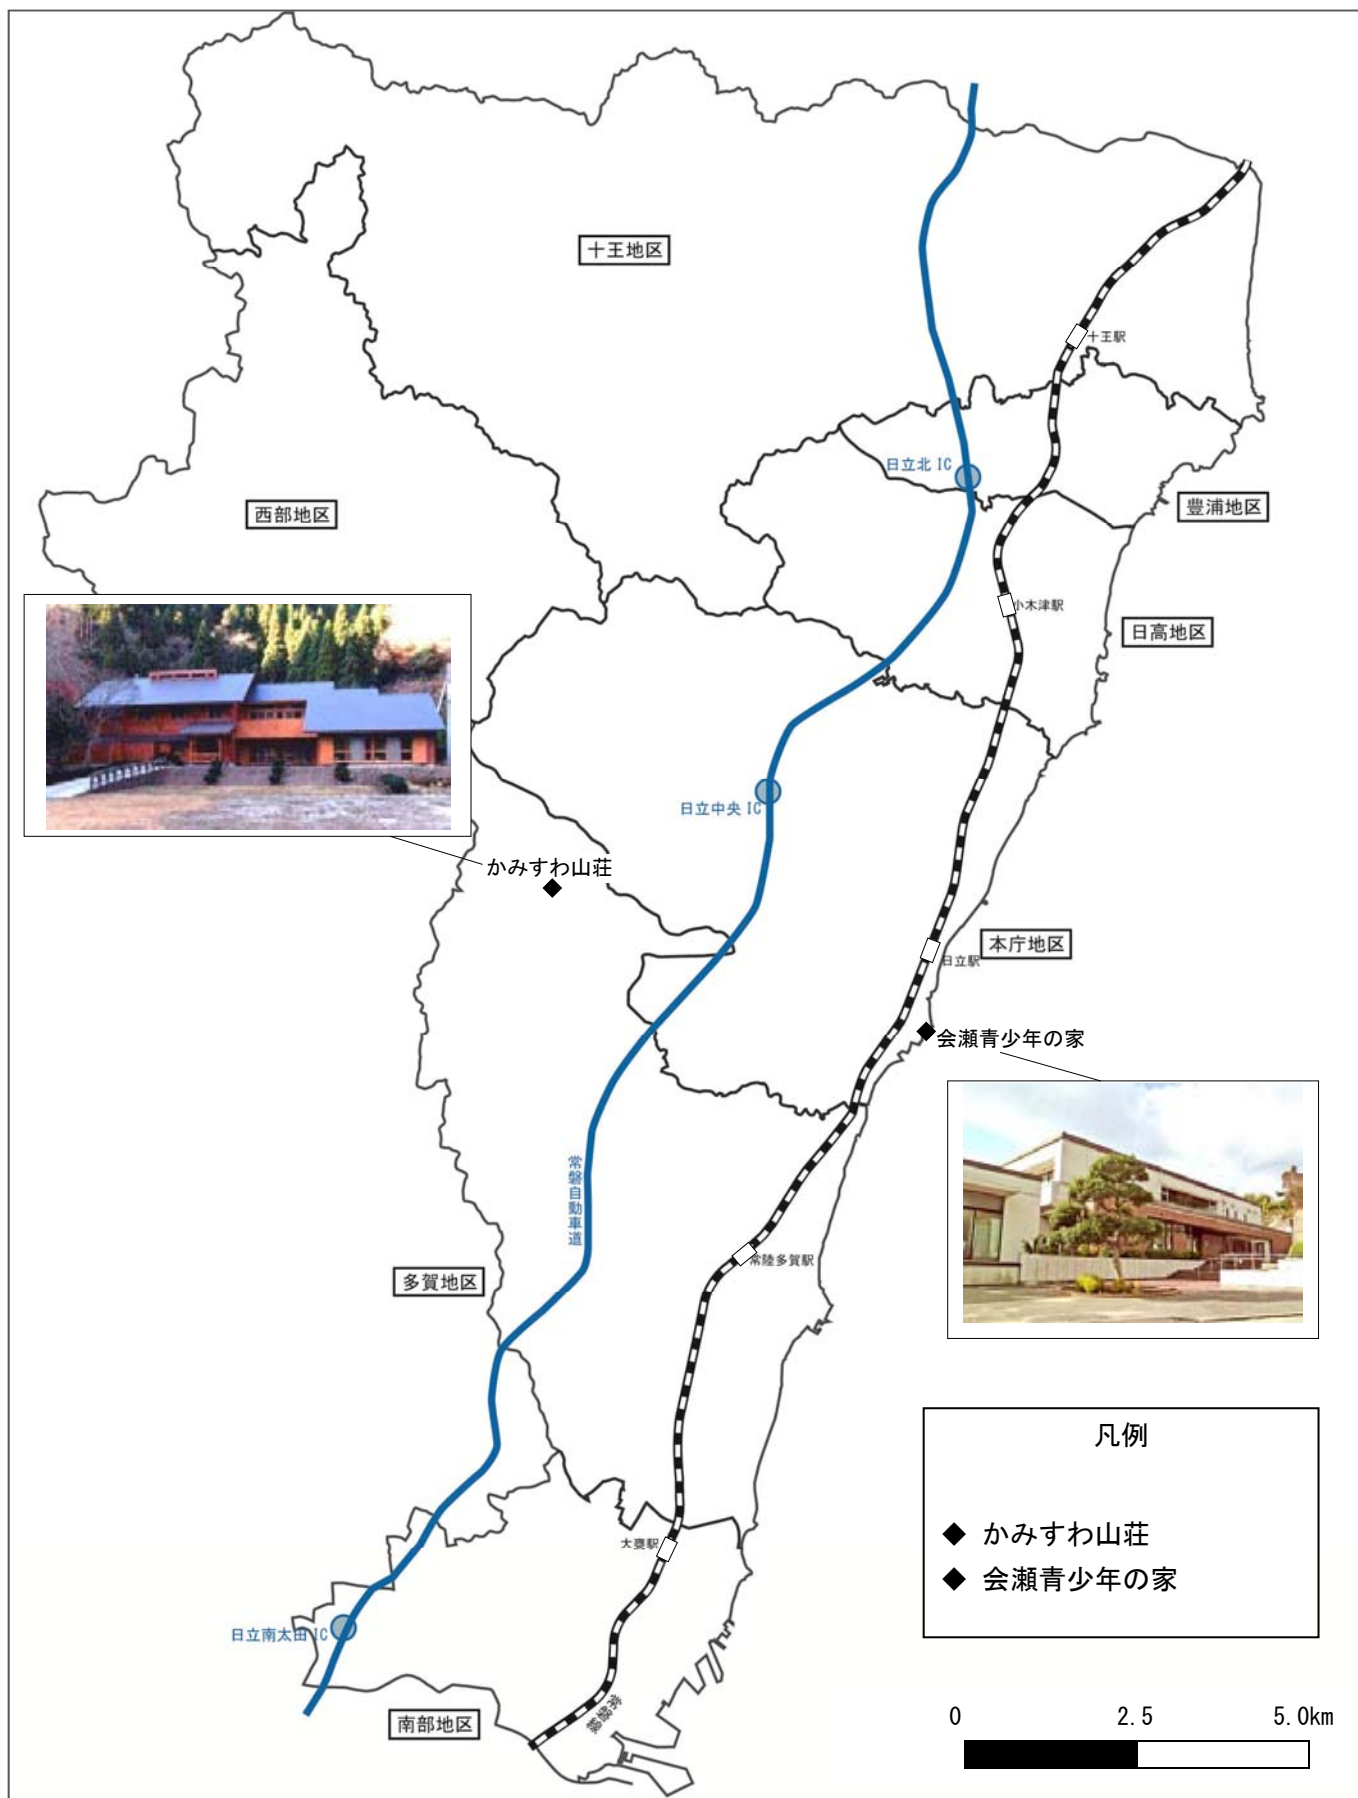 十王地区
十王駅
日立北 IC
西部地区
豊浦地区
小木津駅
日高地区
日立中央 IC
かみすわ山荘
本庁地区
日立駅
会瀬青少年の家
常磐自動車道
常陸多賀駅
多賀地区
凡例
◆ かみすわ山荘
◆ 会瀬青少年の家
大甕駅
日立南太田 IC
常磐線
南部地区
0 2.5 5.0km